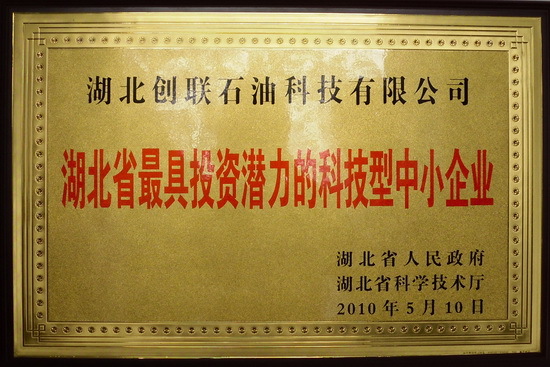 湖北创联石油科技有限公司
湖北省最具投资潜力的科技型中小企业
湖北省人民政府
湖北省科学技术厅
2010年5月10日